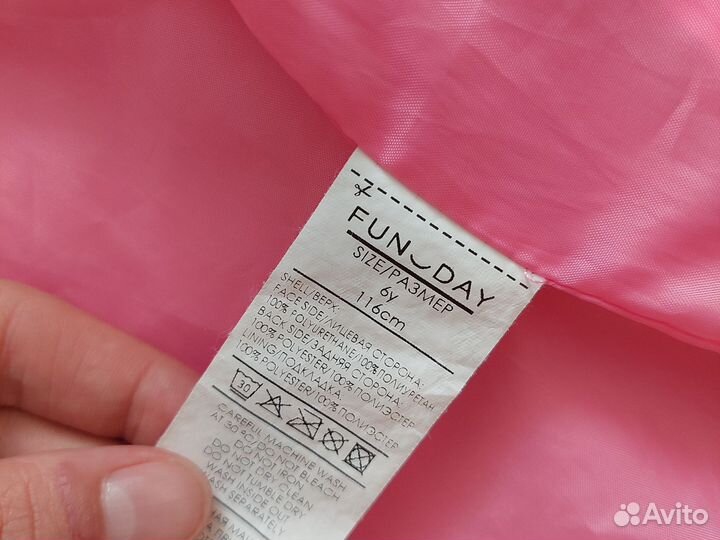 FUN DAY
SIZE/РАЗМЕР
6y
116cm
SHELL/ВЕРХ:
FACE SIDE/ЛИЦЕВАЯ СТОРОНА:
100% POLYURETHANE/100% ПОЛИУРЕТАН
BACK SIDE/ЗАДНЯЯ СТОРОНА:
100% POLYESTER/100% ПОЛИЭСТЕР
LINING/ПОДКЛАДКА:
100% POLYESTER/100% ПОЛИЭСТЕР
30
CAREFUL MACHINE WASH
AT 30°C/DO NOT BLEACH
DO NOT IRON
DO NOT DRY CLEAN
DO NOT TUMBLE DRY
WASH INSIDE OUT
WASH SEPARATELY
Avito